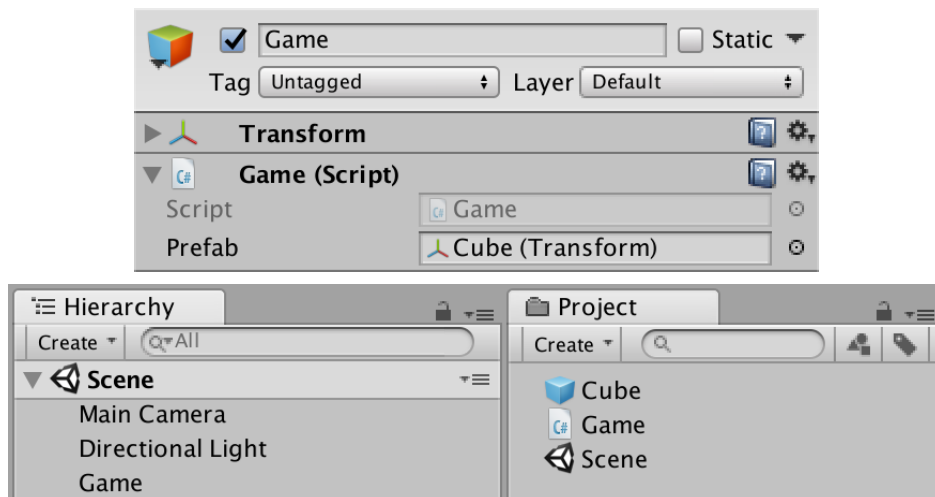 Game Static
Tag Untagged Layer Default
Transform
C# Game (Script)
Script Game
Prefab Cube (Transform)
Hierarchy
Create All
Scene
Main Camera
Directional Light
Game
Project
Create
Cube
C# Game
Scene